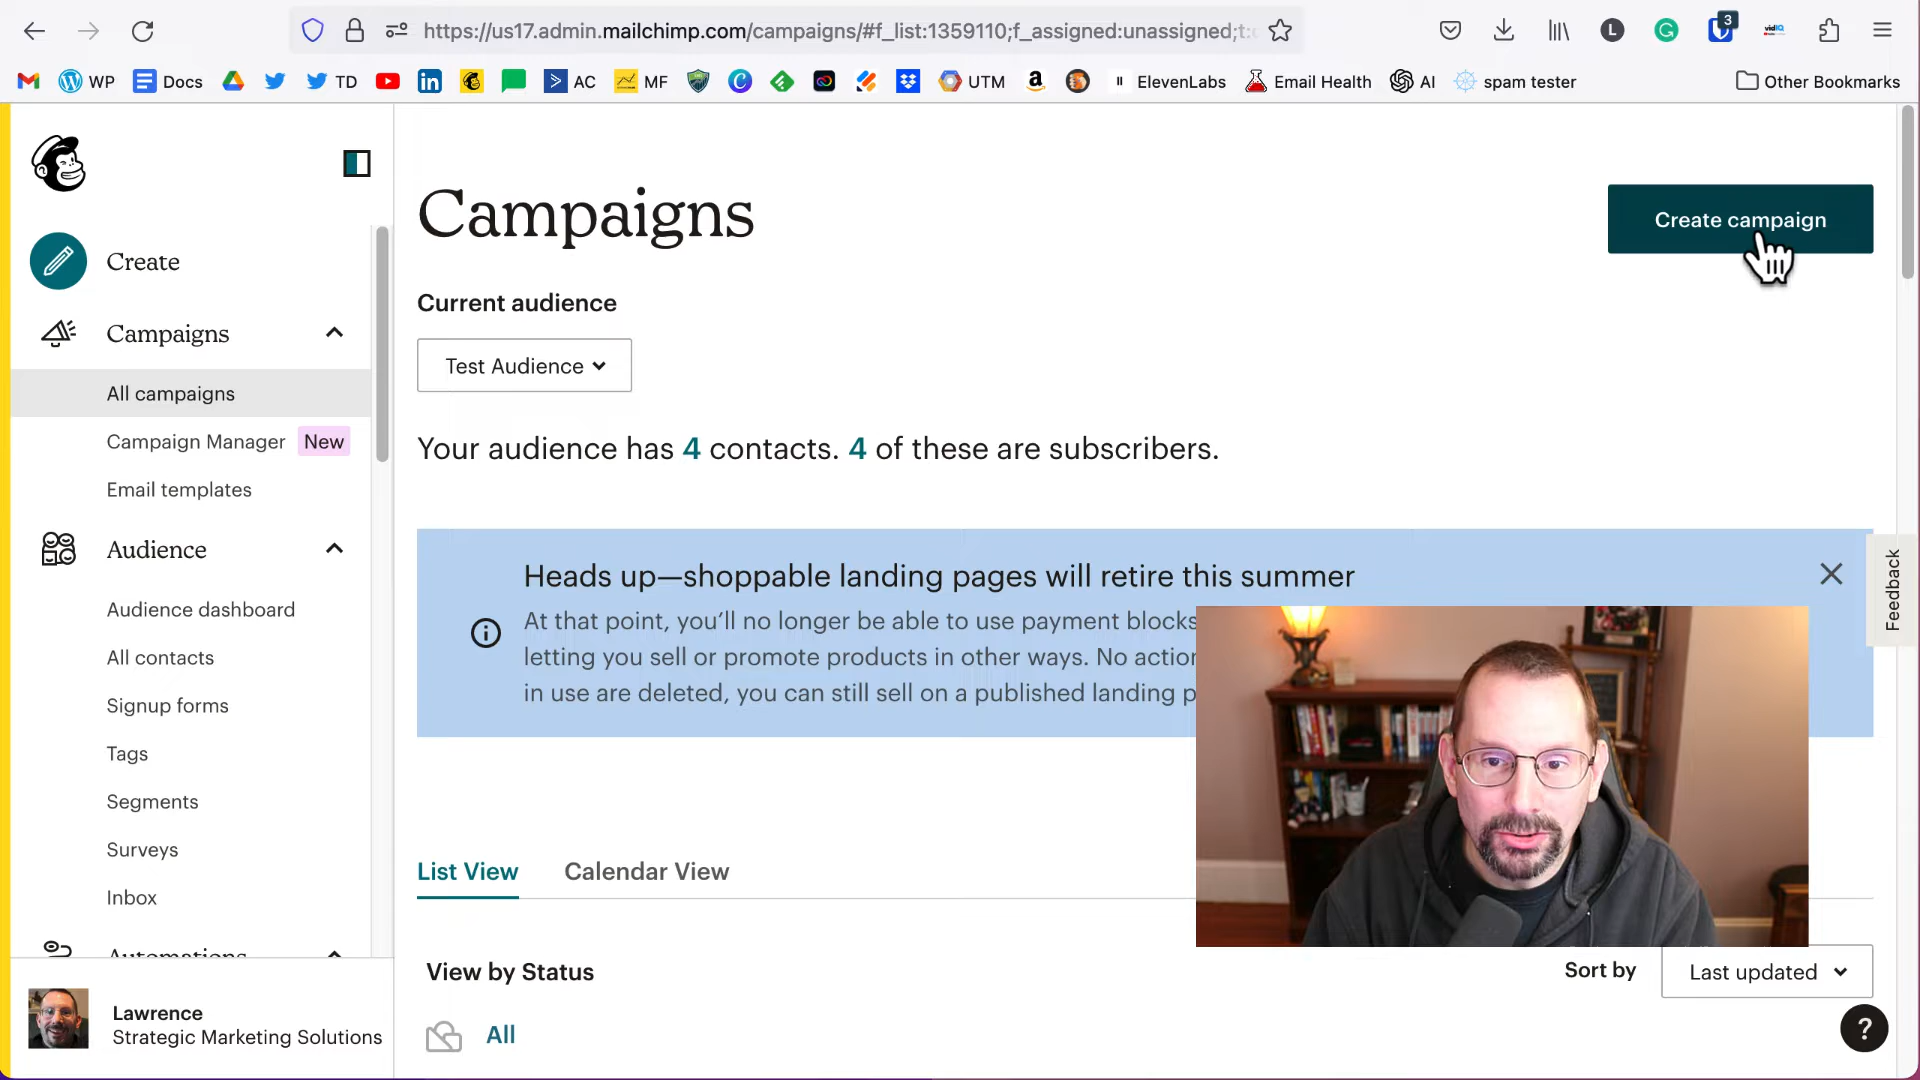 https://us17.admin.mailchimp.com/campaigns/#f_list:1359110;f_assigned:unassigned;t:
L
G
3
vidIQ
WP
Docs
TD
AC
MF
UTM
ElevenLabs
Email Health
AI
spam tester
Other Bookmarks
Create
Campaigns
All campaigns
Campaign Manager New
Email templates
Audience
Audience dashboard
All contacts
Signup forms
Tags
Segments
Surveys
Inbox
Automations
Lawrence
Strategic Marketing Solutions
Campaigns
Create campaign
Current audience
Test Audience
Your audience has 4 contacts. 4 of these are subscribers.
Heads up—shoppable landing pages will retire this summer
At that point, you’ll no longer be able to use payment blocks
letting you sell or promote products in other ways. No action
in use are deleted, you can still sell on a published landing p
Feedback
List View
Calendar View
View by Status
Sort by
Last updated
All
?